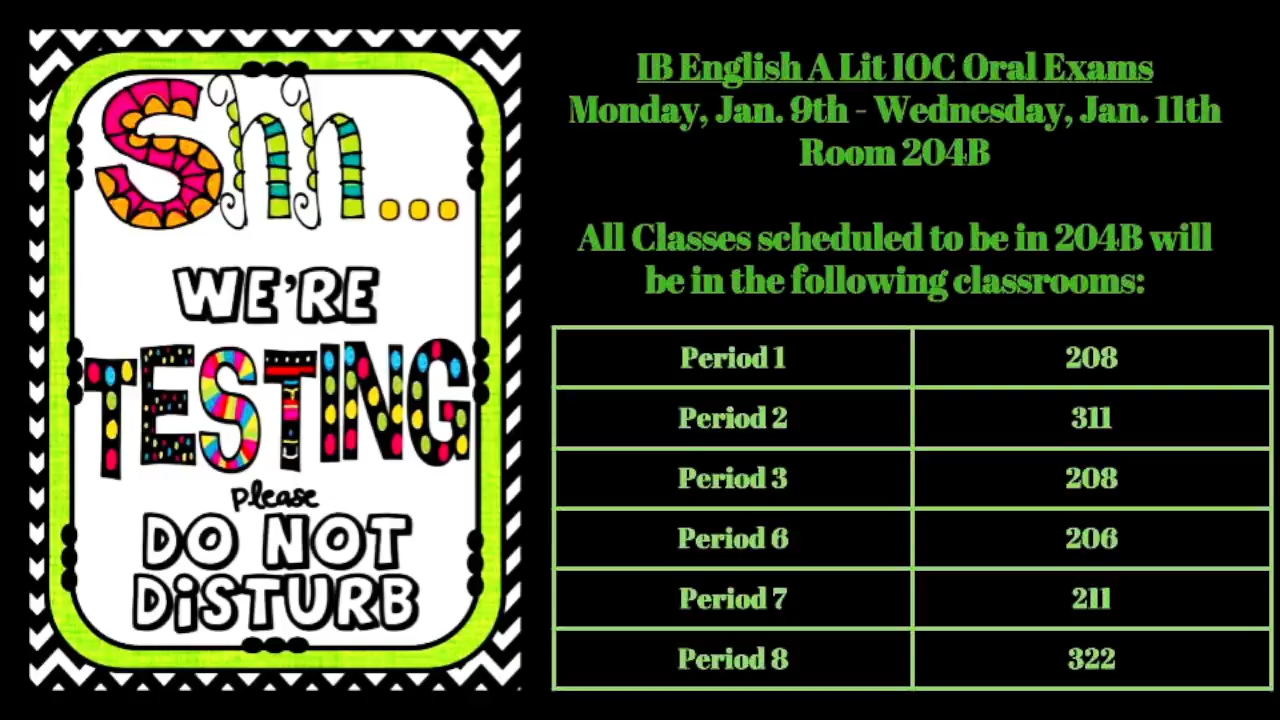 Shh...
WE'RE
TESTING
please
DO NOT
DiSTURB
IB English A Lit IOC Oral Exams
Monday, Jan. 9th - Wednesday, Jan. 11th
Room 204B
All Classes scheduled to be in 204B will
be in the following classrooms:
Period 1 208
Period 2 311
Period 3 208
Period 6 206
Period 7 211
Period 8 322